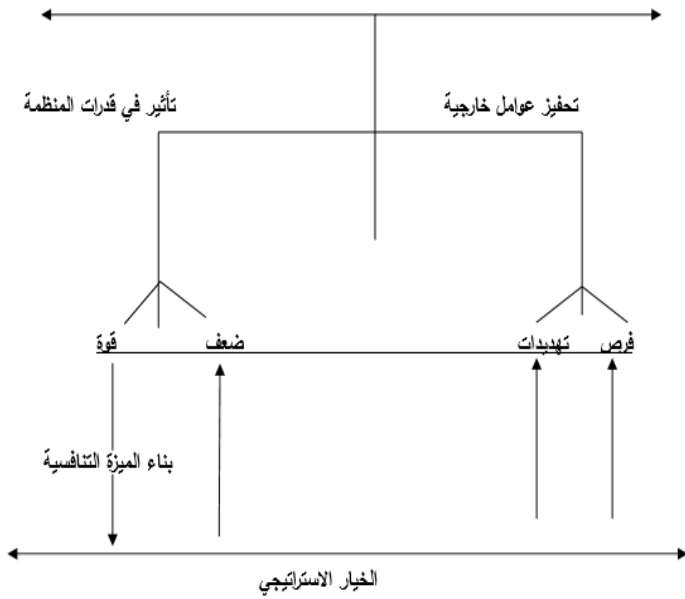 تحفيز عوامل خارجية
تأثير في قدرات المنظمة
فرص
تهديدات
ضعف
قوة
بناء الميزة التنافسية
الخيار الاستراتيجي